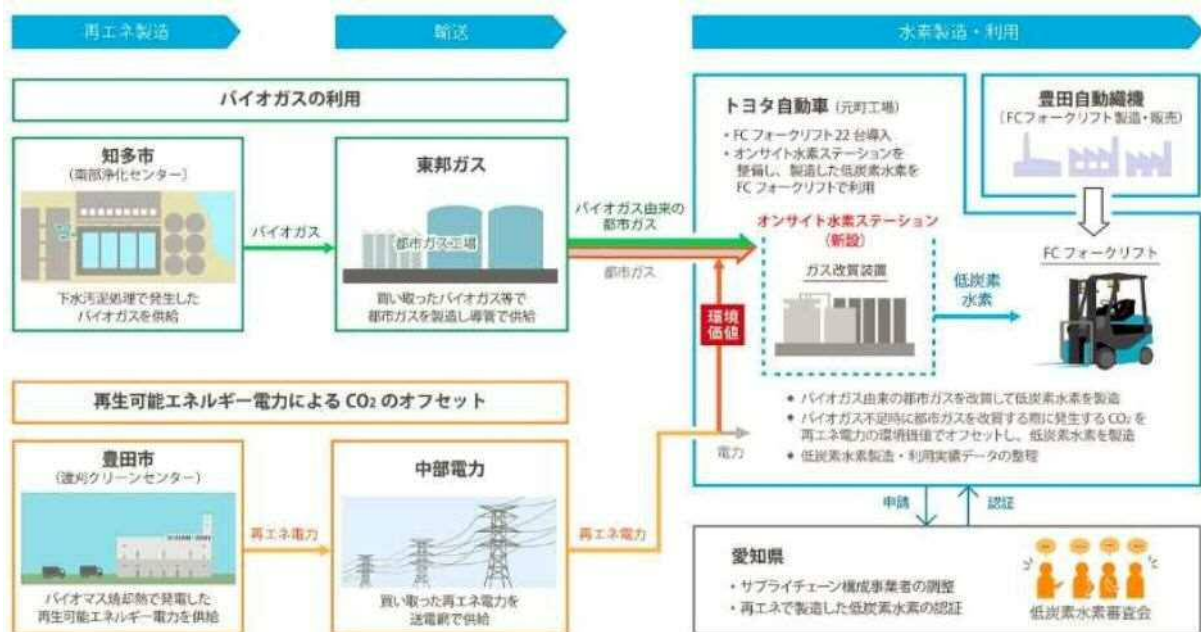 再エネ製造
輸送
水素製造・利用
バイオガスの利用
知多市
(南部浄化センター)
下水汚泥処理で発生した
バイオガスを供給
バイオガス
東邦ガス
都市ガス工場
買い取ったバイオガス等で
都市ガスを製造し導管で供給
バイオガス由来の
都市ガス
都市ガス
環境
価値
トヨタ自動車 (元町工場)
・FCフォークリフト22台導入
・オンサイト水素ステーションを
整備し、製造した低炭素水素を
FCフォークリフトで利用
オンサイト水素ステーション
(新設)
ガス改質装置
低炭素
水素
豊田自動織機
(FCフォークリフト製造・販売)
FCフォークリフト
◆ バイオガス由来の都市ガスを改質して低炭素水素を製造
◆ バイオガス不足時に都市ガスを改質する際に発生するCO₂を
再エネ電力の環境価値でオフセットし、低炭素水素を製造
◆ 低炭素水素製造・利用実績データの整理
再生可能エネルギー電力によるCO₂のオフセット
豊田市
(渡刈クリーンセンター)
バイオマス焼却熱で発電した
再生可能エネルギー電力を供給
再エネ電力
中部電力
買い取った再エネ電力を
送電網で供給
再エネ電力
電力
申請
認証
愛知県
・サプライチェーン構成事業者の調整
・再エネで製造した低炭素水素の認証
低炭素水素審査会